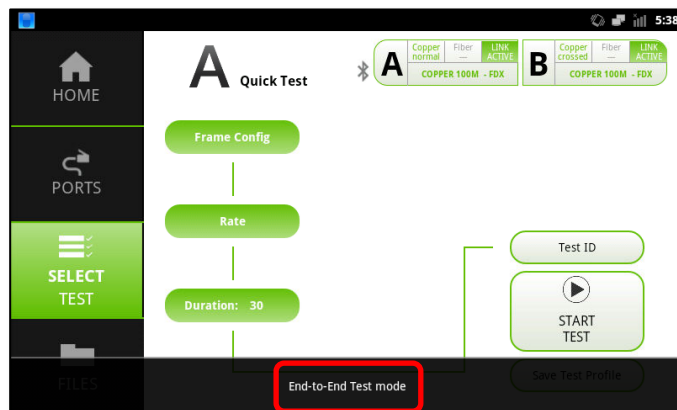 5:38
HOME
PORTS
SELECT
TEST
FILES
A Quick Test
A
Copper
normal
Fiber
---
LINK
ACTIVE
COPPER 100M - FDX
B
Copper
crossed
Fiber
---
LINK
ACTIVE
COPPER 100M - FDX
Frame Config
Rate
Duration: 30
Test ID
START
TEST
Save Test Profile
End-to-End Test mode